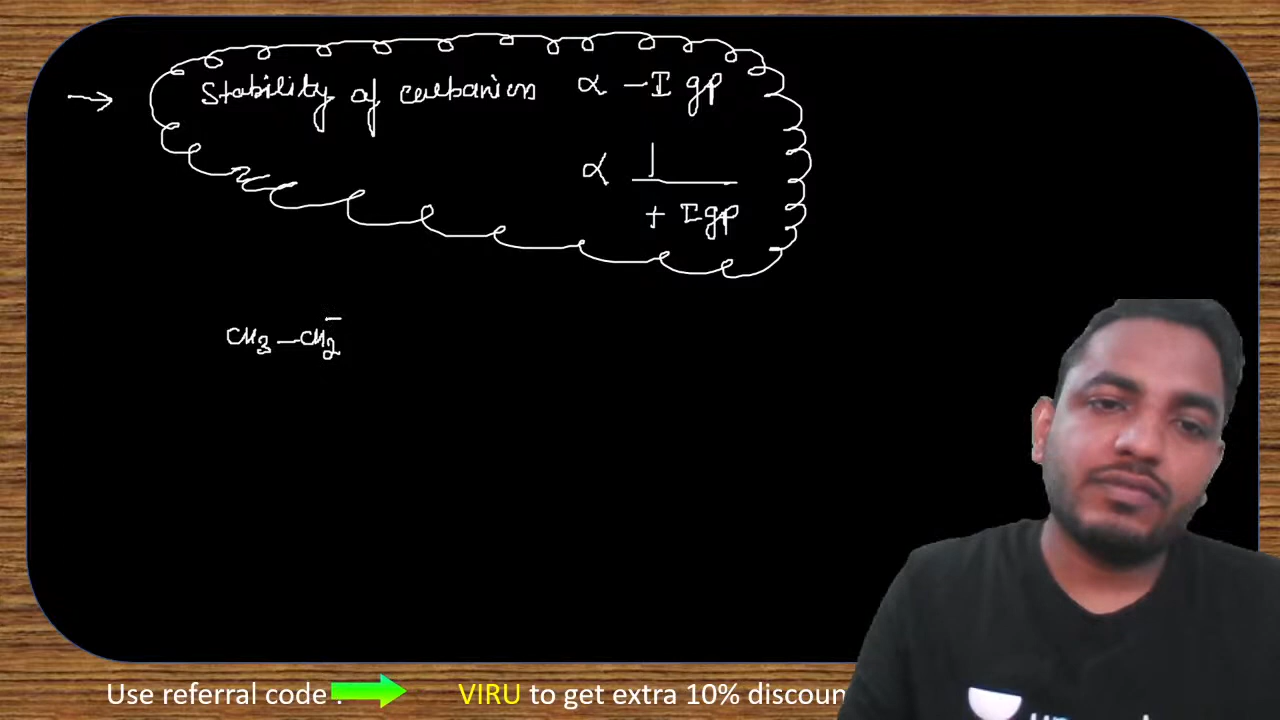 → Stability of carbanion α -I gp
α 1 / + I gp
CH3 - CH2⁻
Use referral code : VIRU to get extra 10% discoun